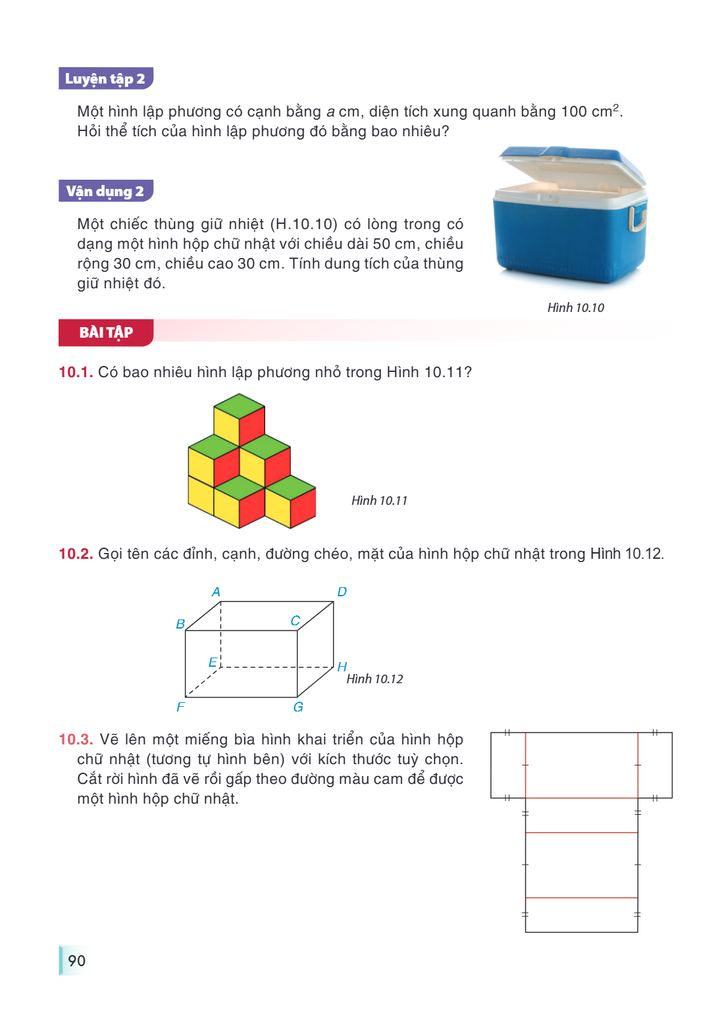 Luyện tập 2
Một hình lập phương có cạnh bằng a cm, diện tích xung quanh bằng 100 cm².
Hỏi thể tích của hình lập phương đó bằng bao nhiêu?
Vận dụng 2
Một chiếc thùng giữ nhiệt (H.10.10) có lòng trong có
dạng một hình hộp chữ nhật với chiều dài 50 cm, chiều
rộng 30 cm, chiều cao 30 cm. Tính dung tích của thùng
giữ nhiệt đó.
Hình 10.10
BÀI TẬP
10.1. Có bao nhiêu hình lập phương nhỏ trong Hình 10.11?
Hình 10.11
10.2. Gọi tên các đỉnh, cạnh, đường chéo, mặt của hình hộp chữ nhật trong Hình 10.12.
A D
B C
E H
Hình 10.12
F G
10.3. Vẽ lên một miếng bìa hình khai triển của hình hộp
chữ nhật (tương tự hình bên) với kích thước tuỳ chọn.
Cắt rời hình đã vẽ rồi gấp theo đường màu cam để được
một hình hộp chữ nhật.
90